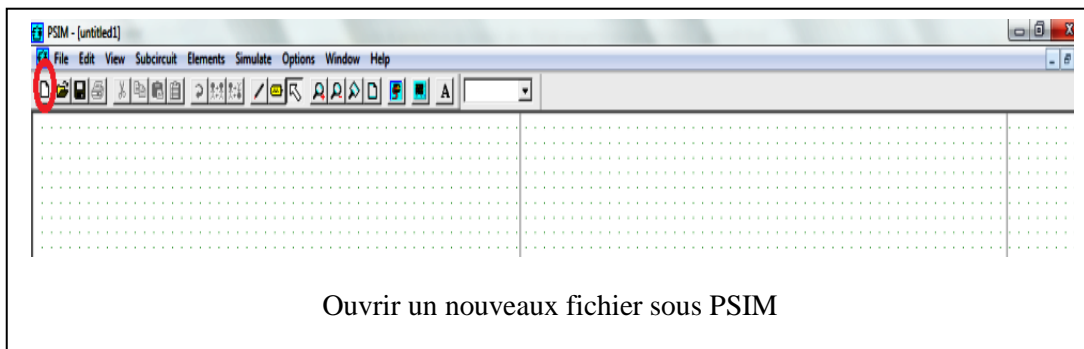 PSIM - [untitled1]
File Edit View Subcircuit Elements Simulate Options Window Help
A
Ouvrir un nouveaux fichier sous PSIM